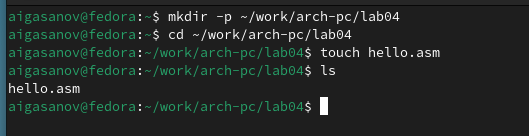 aigasanov@fedora:~$ mkdir -p ~/work/arch-pc/lab04
aigasanov@fedora:~$ cd ~/work/arch-pc/lab04
aigasanov@fedora:~/work/arch-pc/lab04$ touch hello.asm
aigasanov@fedora:~/work/arch-pc/lab04$ ls
hello.asm
aigasanov@fedora:~/work/arch-pc/lab04$